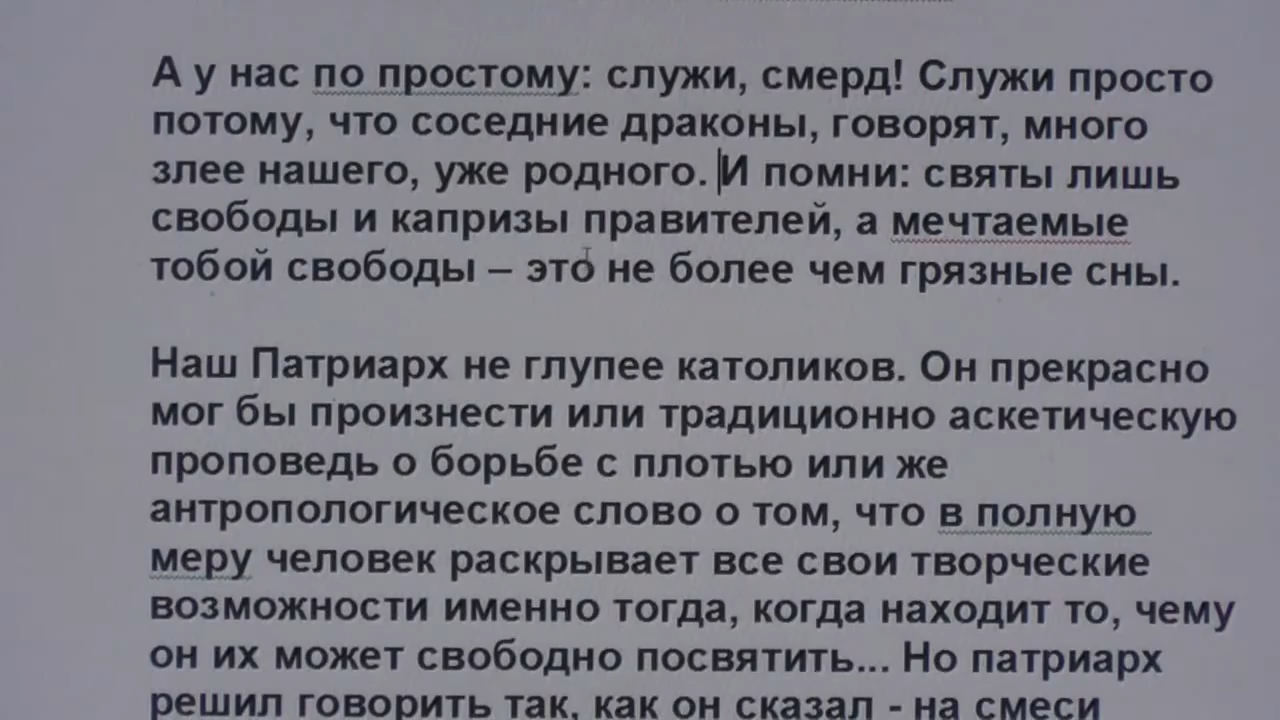 А у нас по простому: служи, смерд! Служи просто
потому, что соседние драконы, говорят, много
злее нашего, уже родного. И помни: святы лишь
свободы и капризы правителей, а мечтаемые
тобой свободы – это не более чем грязные сны.
Наш Патриарх не глупее католиков. Он прекрасно
мог бы произнести или традиционно аскетическую
проповедь о борьбе с плотью или же
антропологическое слово о том, что в полную
меру человек раскрывает все свои творческие
возможности именно тогда, когда находит то, чему
он их может свободно посвятить... Но патриарх
решил говорить так, как он сказал - на смеси